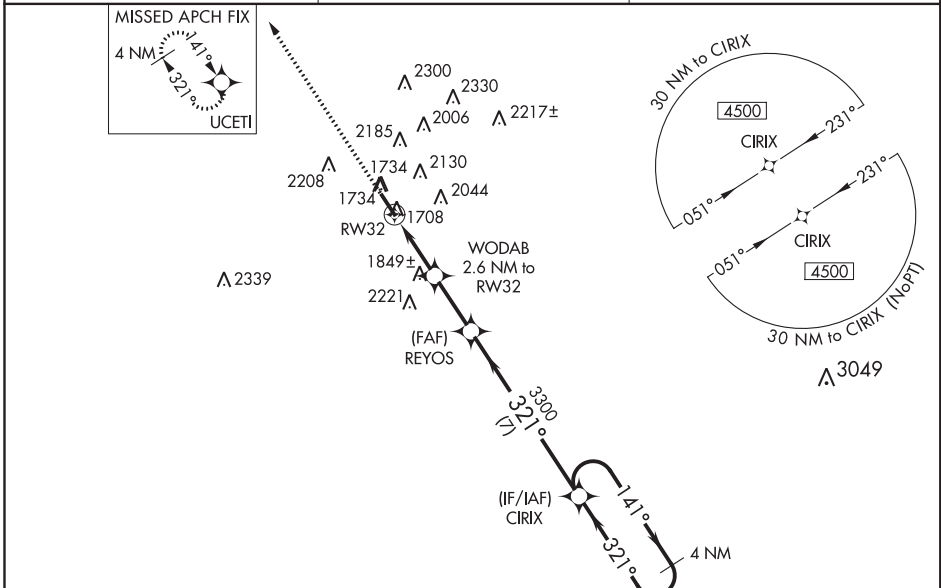 MISSED APCH FIX
4 NM
141°
321°
UCETI
2300
2330
2006
2217±
2185
2208
1734
2130
1734
2044
RW32
1708
WODAB
2.6 NM to
RW32
1849±
2339
2221
(FAF)
REYOS
3300
321°
(7)
(IF/IAF)
CIRIX
141°
321°
4 NM
30 NM to CIRIX
4500
CIRIX
231°
051°
231°
051°
CIRIX
4500
30 NM to CIRIX (NoPT)
3049